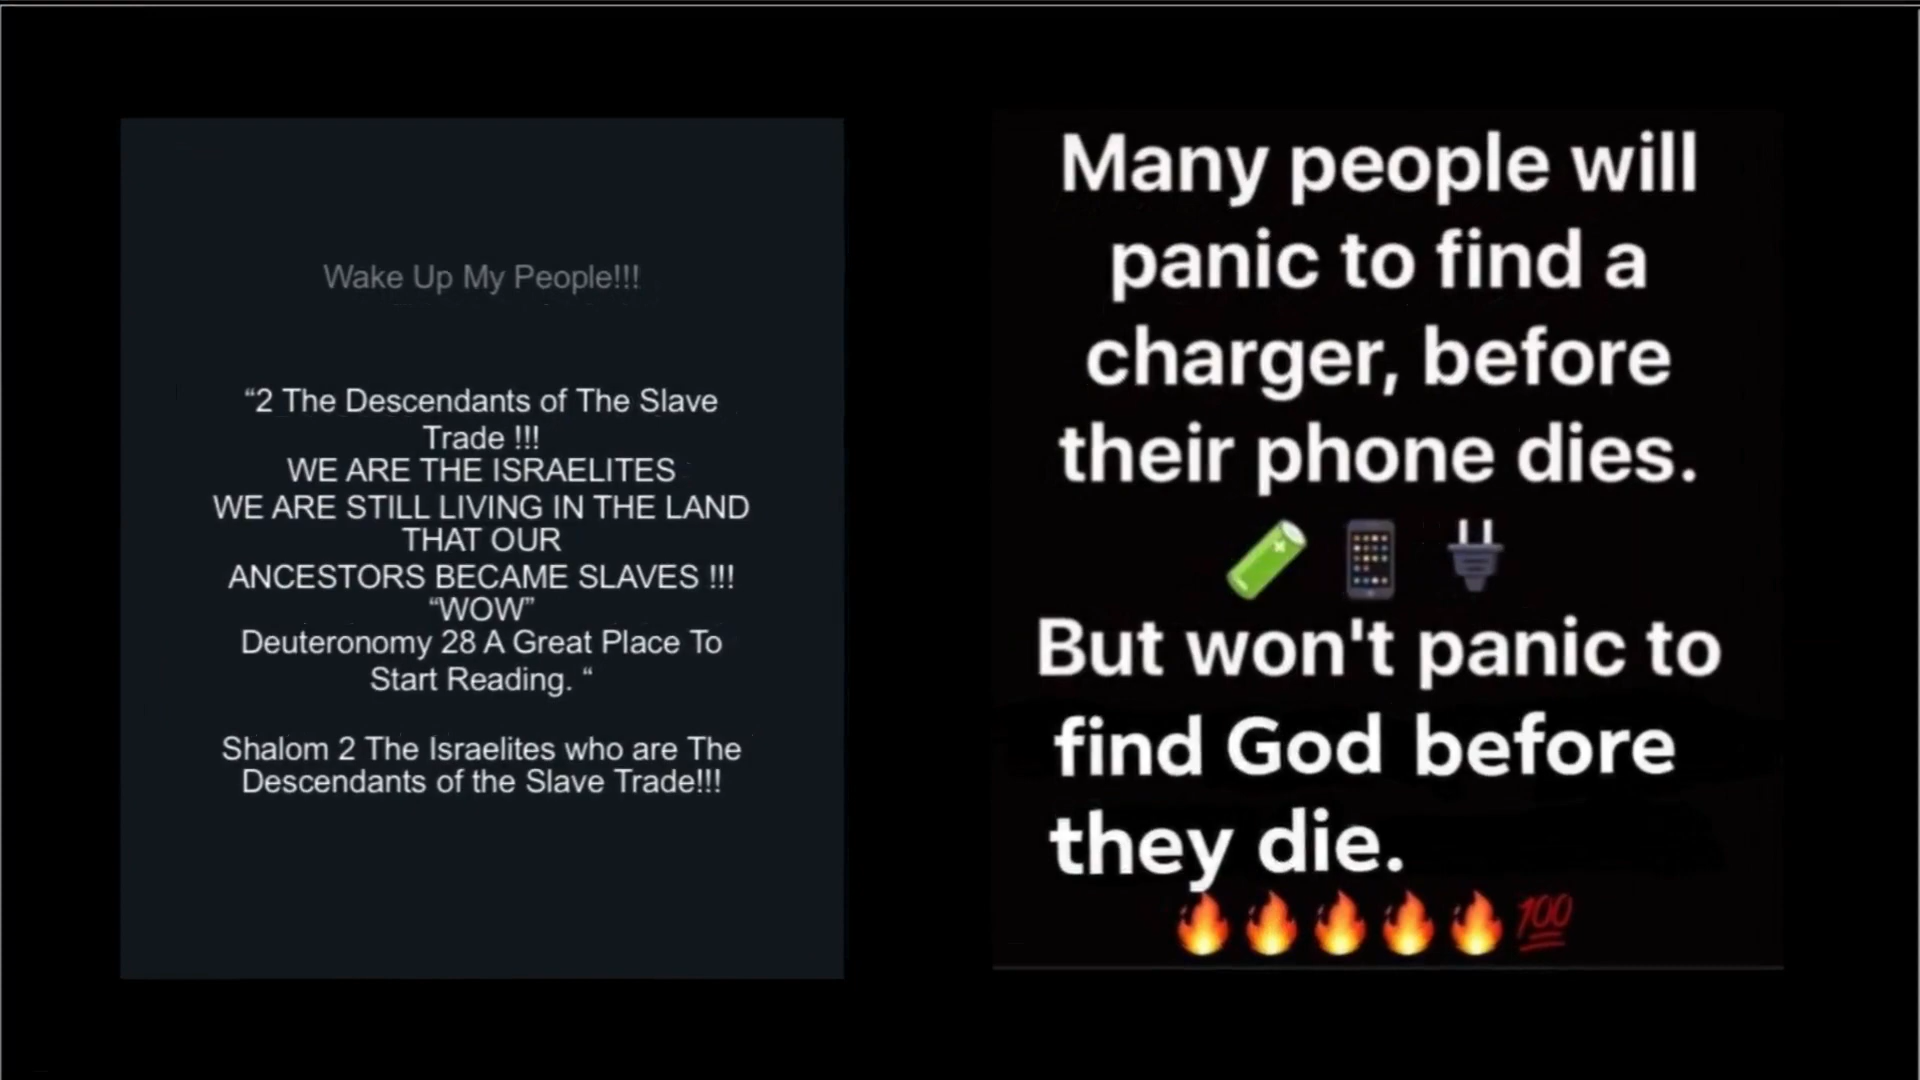 Wake Up My People!!!
“2 The Descendants of The Slave
Trade !!!
WE ARE THE ISRAELITES
WE ARE STILL LIVING IN THE LAND
THAT OUR
ANCESTORS BECAME SLAVES !!!
“WOW”
Deuteronomy 28 A Great Place To
Start Reading. “
Shalom 2 The Israelites who are The
Descendants of the Slave Trade!!!
Many people will
panic to find a
charger, before
their phone dies.
But won't panic to
find God before
they die.
100